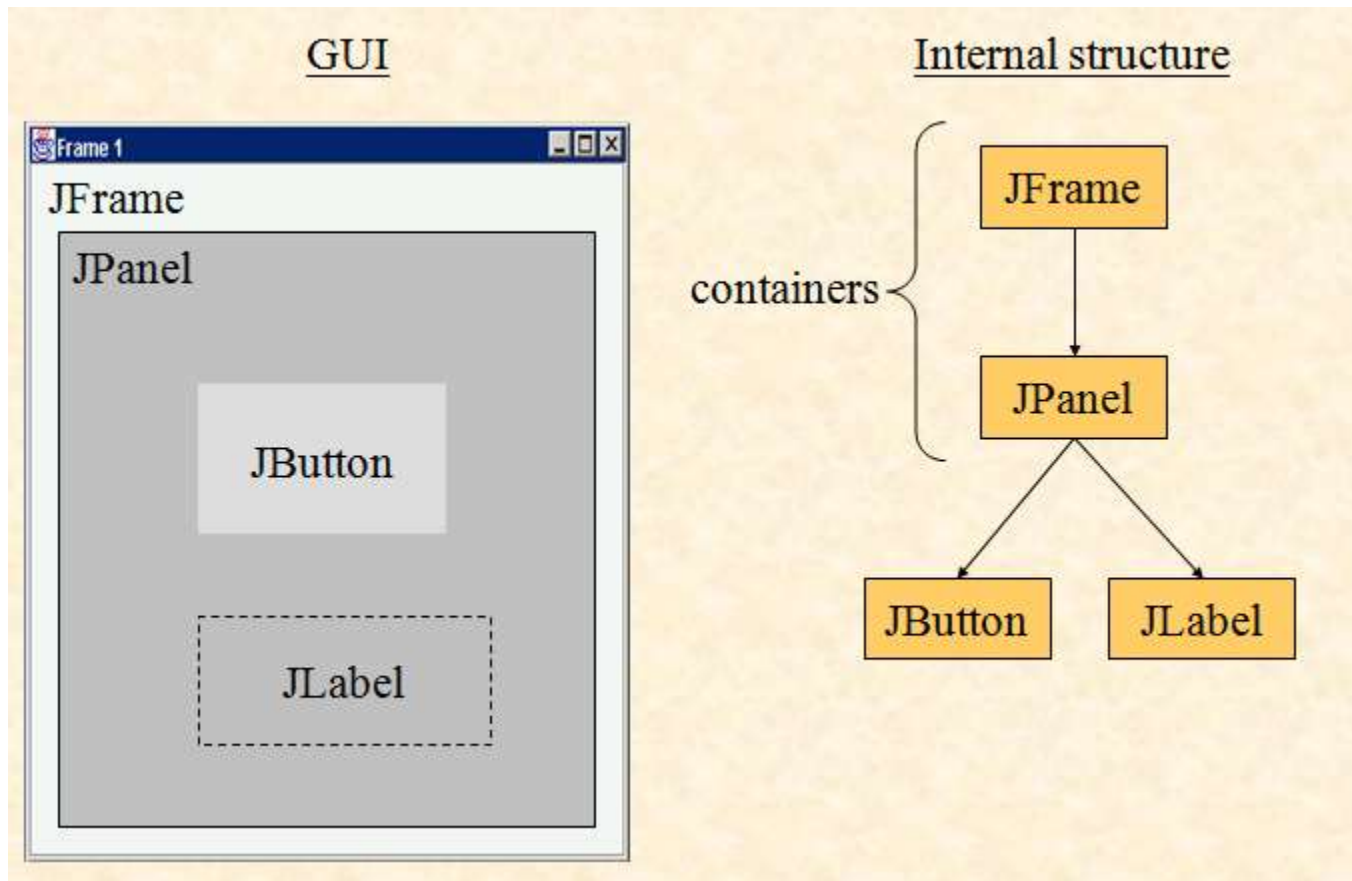 GUI
Frame 1
JFrame
JPanel
JButton
JLabel
Internal structure
containers
JFrame
JPanel
JButton
JLabel